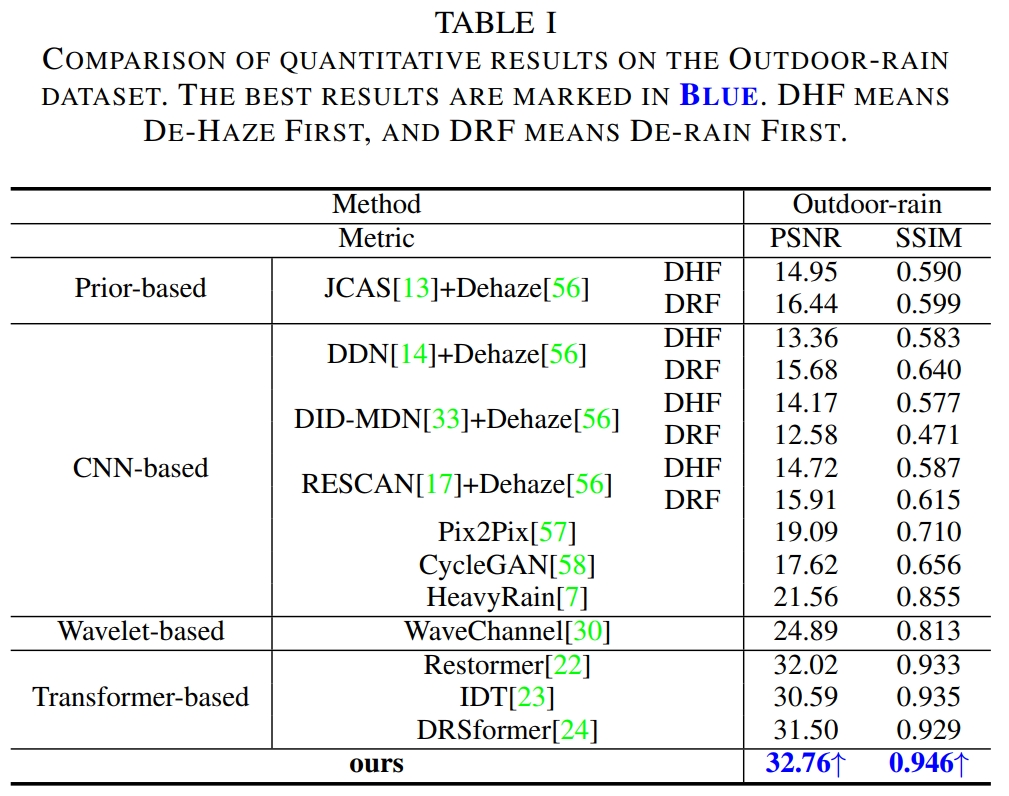 TABLE I
COMPARISON OF QUANTITATIVE RESULTS ON THE OUTDOOR-RAIN
DATASET. THE BEST RESULTS ARE MARKED IN BLUE. DHF MEANS
DE-HAZE FIRST, AND DRF MEANS DE-RAIN FIRST.
Method Outdoor-rain
Metric PSNR SSIM
Prior-based JCAS[13]+Dehaze[56] DHF 14.95 0.590
DRF 16.44 0.599
CNN-based DDN[14]+Dehaze[56] DHF 13.36 0.583
DRF 15.68 0.640
DID-MDN[33]+Dehaze[56] DHF 14.17 0.577
DRF 12.58 0.471
RESCAN[17]+Dehaze[56] DHF 14.72 0.587
DRF 15.91 0.615
Pix2Pix[57] 19.09 0.710
CycleGAN[58] 17.62 0.656
HeavyRain[7] 21.56 0.855
Wavelet-based WaveChannel[30] 24.89 0.813
Transformer-based Restormer[22] 32.02 0.933
IDT[23] 30.59 0.935
DRSformer[24] 31.50 0.929
ours 32.76↑ 0.946↑